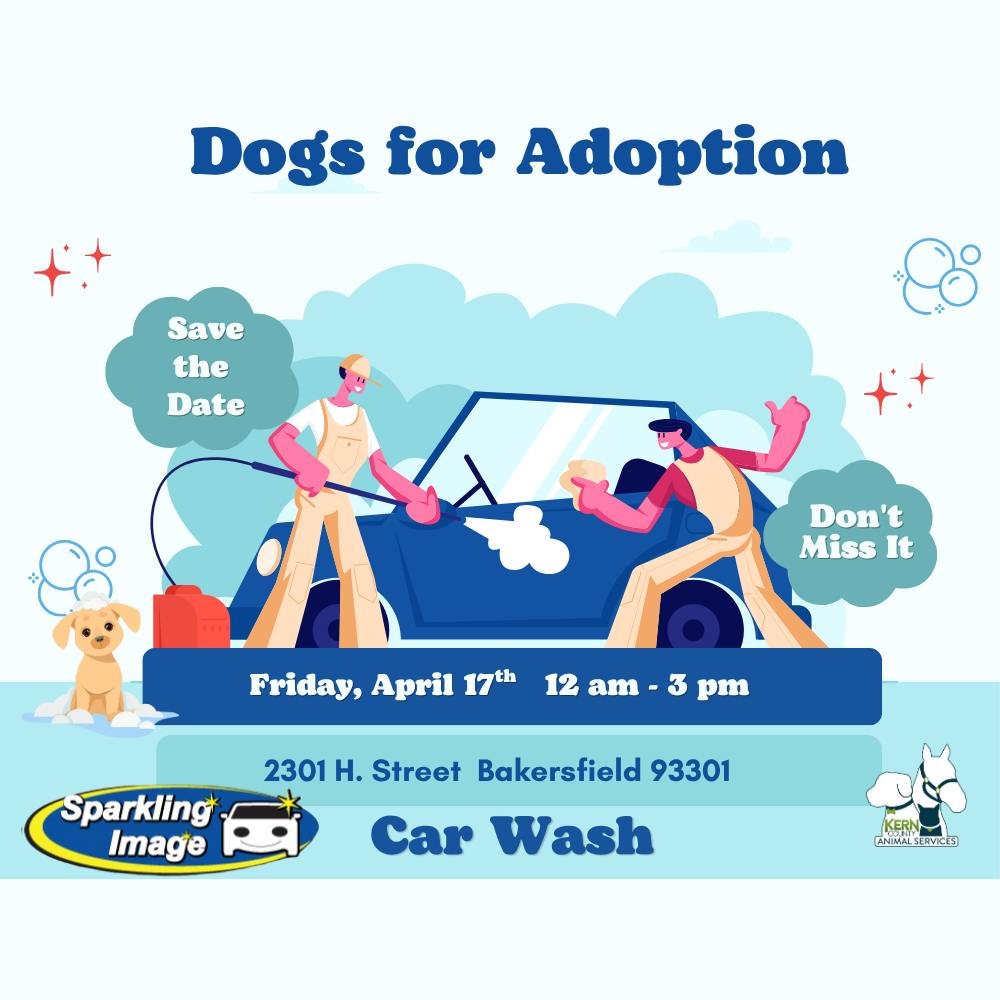 Dogs for Adoption
Save
the
Date
Don't
Miss It
Friday, April 17th 12 am - 3 pm
2301 H. Street Bakersfield 93301
Sparkling
Image
Car Wash
KERN
COUNTY
ANIMAL SERVICES